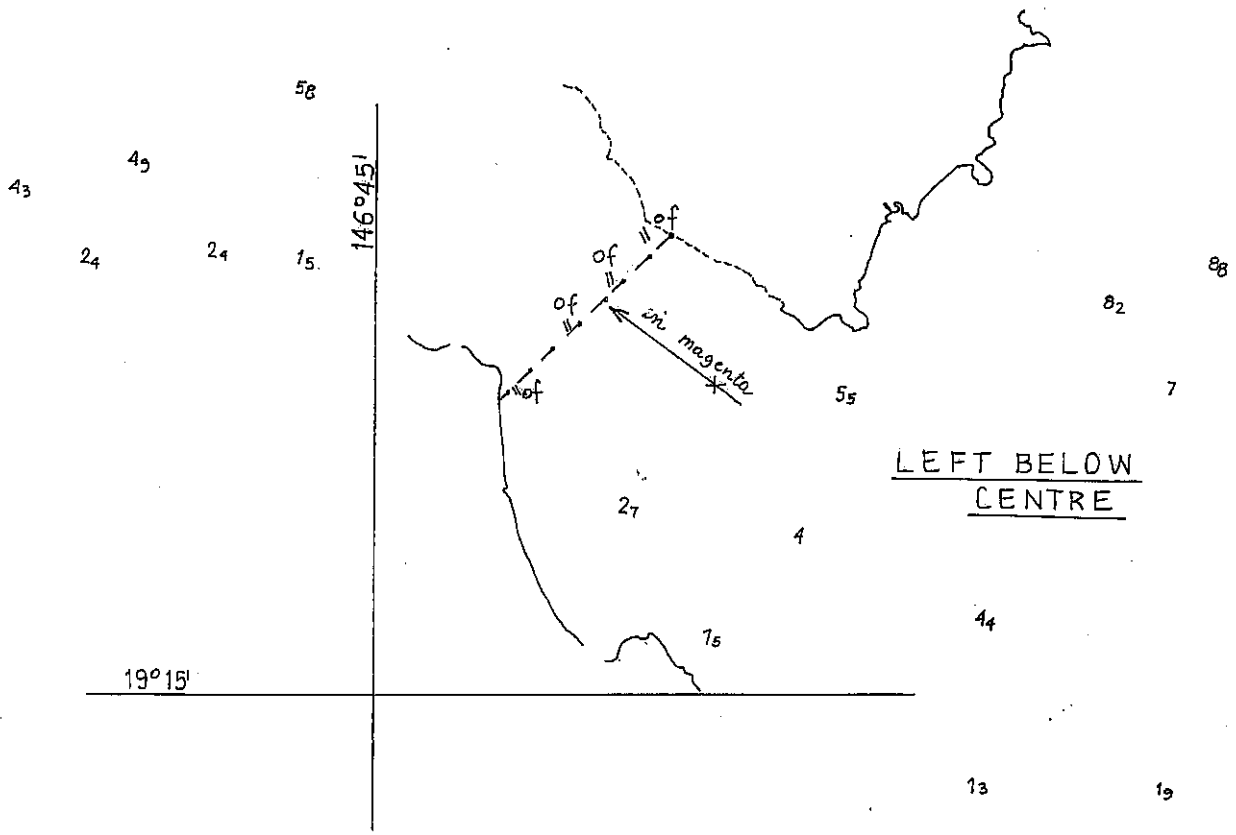 5₈
4₉
4₃
146°45'
of
of
of
of
2₄ 2₄ 1₅
8₈
8₂
in magenta
5₅
7
LEFT BELOW
CENTRE
2₇
4
4₄
1₅
19°15'
1₃
1₉